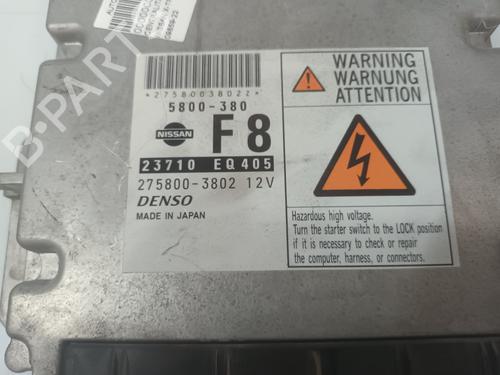 *2758003802Z*
5800-380
NISSAN
F8
23710 EQ405
275800-3802 12V
DENSO
MADE IN JAPAN
WARNING
WARNUNG
ATTENTION
Hazardous high voltage.
Turn the starter switch to the LOCK position
if it is necessary to check or repair
the computer, harness, or connectors.
B-PARTS